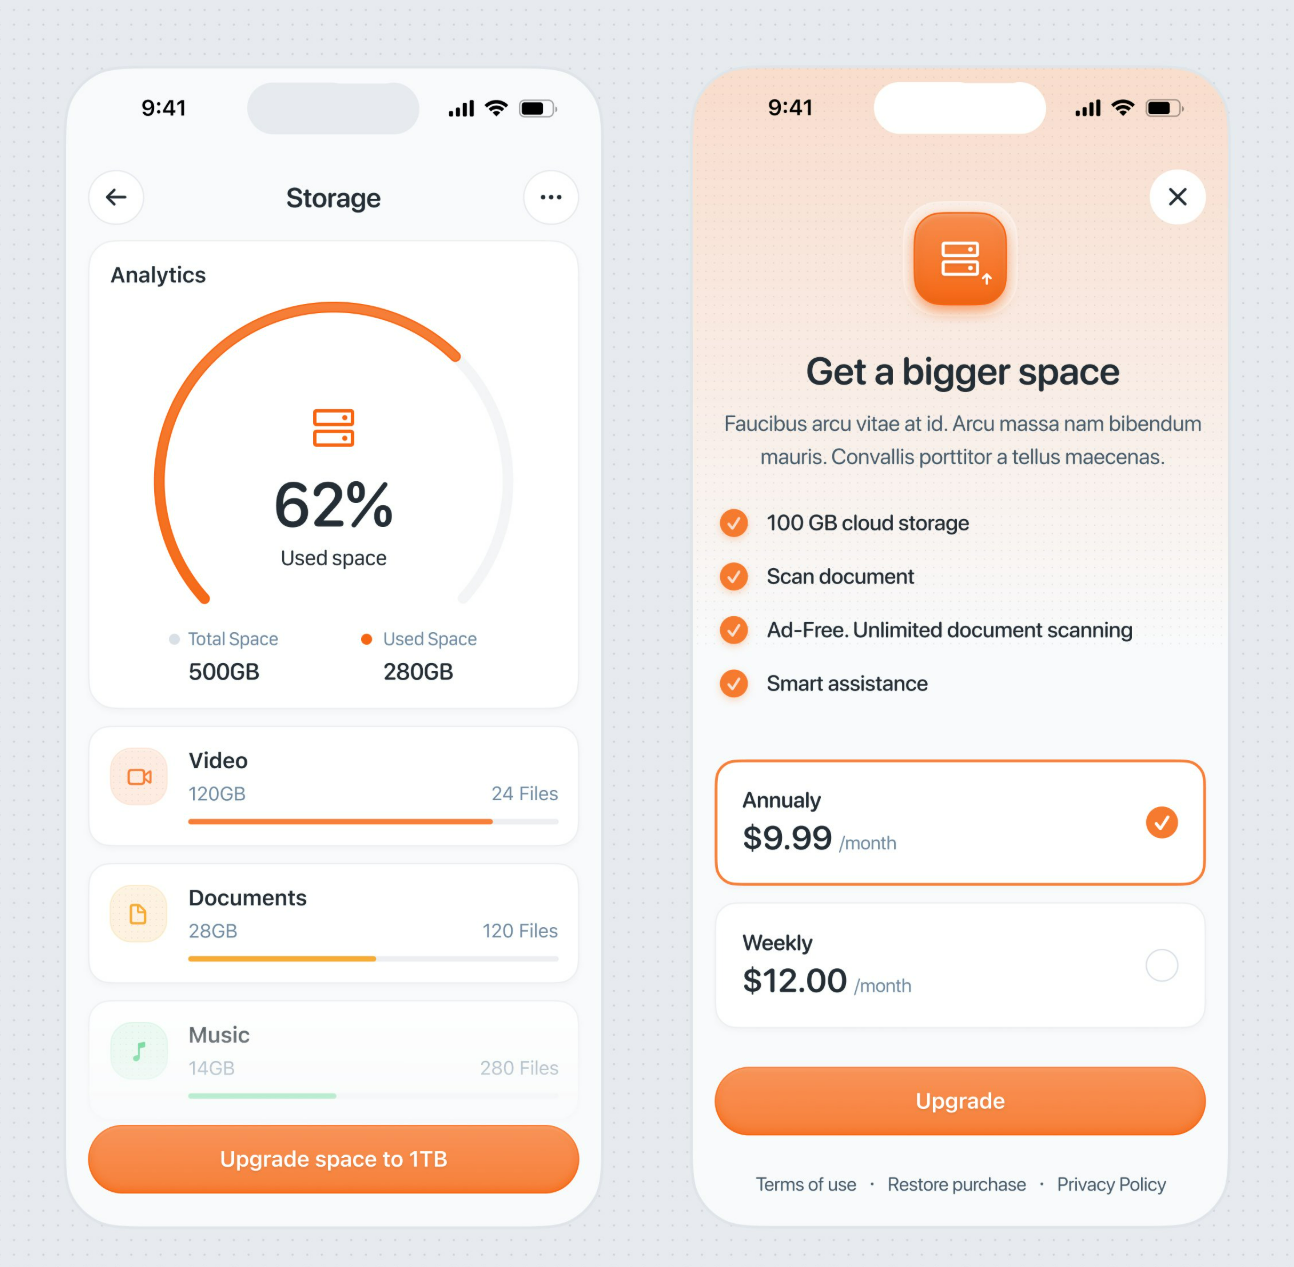 9:41
Storage
Analytics
62%
Used space
Total Space
500GB
Used Space
280GB
Video
120GB
24 Files
Documents
28GB
120 Files
Music
14GB
280 Files
Upgrade space to 1TB
9:41
Get a bigger space
Faucibus arcu vitae at id. Arcu massa nam bibendum
mauris. Convallis porttitor a tellus maecenas.
100 GB cloud storage
Scan document
Ad-Free. Unlimited document scanning
Smart assistance
Annualy
$9.99 /month
Weekly
$12.00 /month
Upgrade
Terms of use · Restore purchase · Privacy Policy